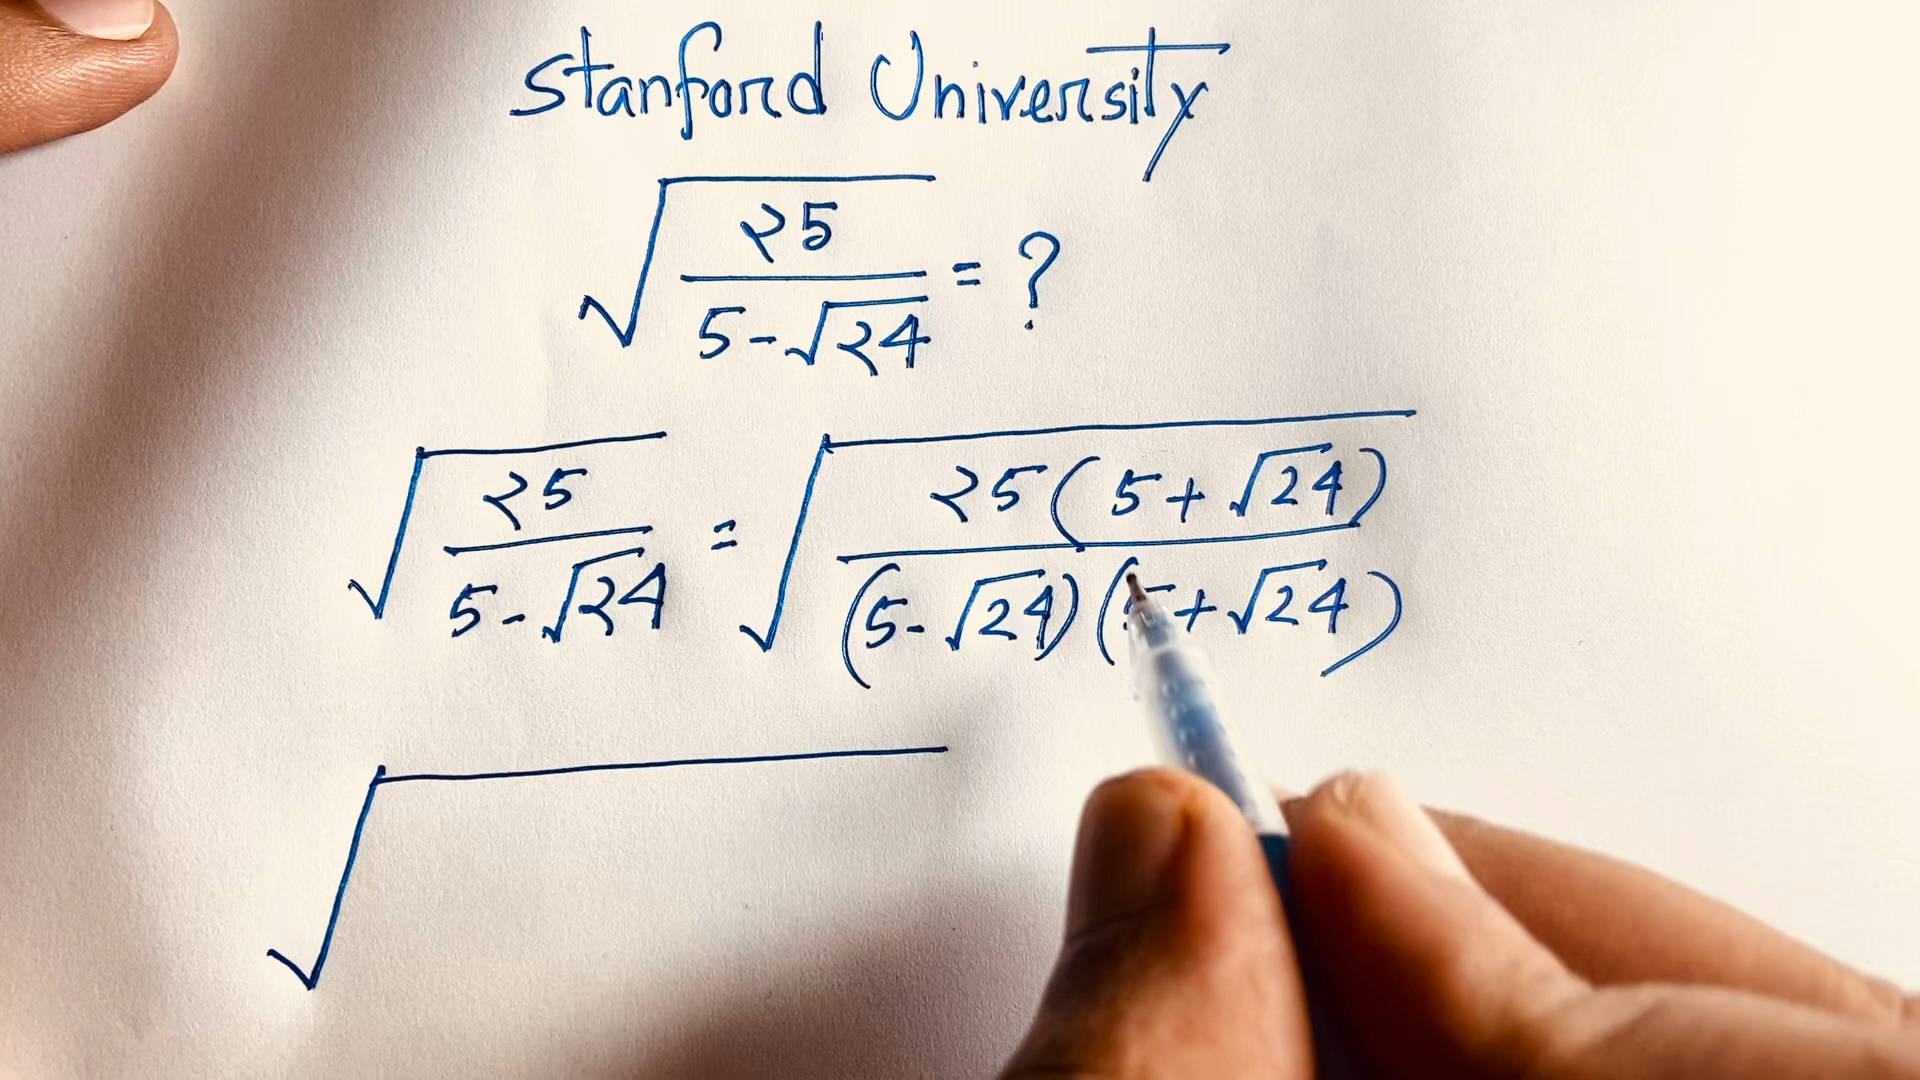 Stanford University
√(25/(5-√24)) = ?
√(25/(5-√24)) = √(25(5+√24)/((5-√24)(5+√24)))
√